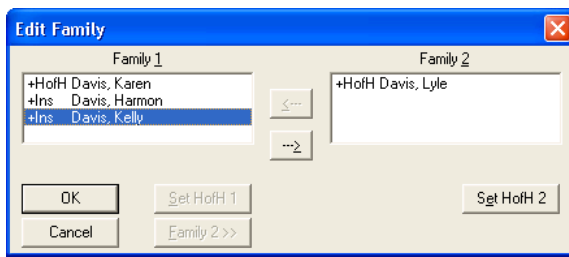 Edit Family
Family 1
+HofH Davis, Karen
+Ins Davis, Harmon
+Ins Davis, Kelly
<---
--->
Family 2
+HofH Davis, Lyle
OK
Set HofH 1
Set HofH 2
Cancel
Family 2 >>